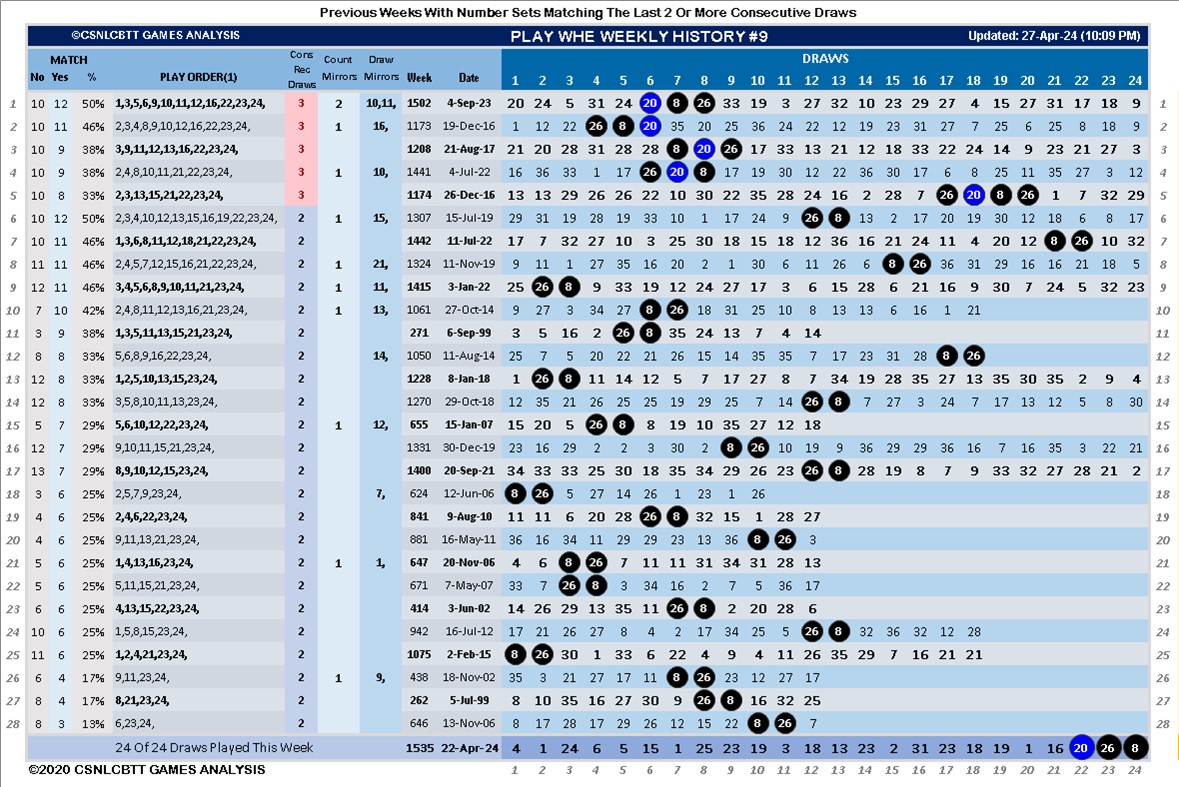 Previous Weeks With Number Sets Matching The Last 2 Or More Consecutive Draws
©CSNLCBTT GAMES ANALYSIS PLAY WHE WEEKLY HISTORY #9 Updated: 27-Apr-24 (10:09 PM)
MATCH Cons Rec Draws Count Mirrors Draw Mirrors DRAWS
No Yes % PLAY ORDER(1) Week Date 1 2 3 4 5 6 7 8 9 10 11 12 13 14 15 16 17 18 19 20 21 22 23 24
1 10 12 50% 1,3,5,6,9,10,11,12,16,22,23,24, 3 2 10,11, 1502 4-Sep-23 20 24 5 31 24 20 8 26 33 19 3 27 32 10 23 29 27 4 15 27 31 17 18 9 1
2 10 11 46% 2,3,4,8,9,10,12,16,22,23,24, 3 1 16, 1173 19-Dec-16 1 12 22 26 8 20 35 20 25 36 24 22 12 19 23 31 27 7 25 6 25 8 18 9 2
3 10 9 38% 3,9,11,12,13,16,22,23,24, 3 1208 21-Aug-17 21 20 28 31 28 28 8 20 26 17 33 13 21 12 18 33 22 24 14 9 23 21 27 3 3
4 10 9 38% 2,4,8,10,11,21,22,23,24, 3 1 10, 1441 4-Jul-22 16 36 33 1 17 26 20 8 17 19 30 12 22 36 30 17 6 8 25 11 35 27 3 12 4
5 10 8 33% 2,3,13,15,21,22,23,24, 3 1174 26-Dec-16 13 13 29 26 26 22 10 30 22 35 28 24 16 2 28 7 26 20 8 26 1 7 32 29 5
6 10 12 50% 2,3,4,10,12,13,15,16,19,22,23,24, 2 1 15, 1307 15-Jul-19 29 31 19 28 19 33 10 1 17 24 9 26 8 13 2 17 20 19 30 12 18 6 8 17 6
7 10 11 46% 1,3,6,8,11,12,18,21,22,23,24, 2 1442 11-Jul-22 17 7 32 27 10 3 25 30 18 15 18 12 36 16 21 24 11 4 20 12 8 26 10 32 7
8 11 11 46% 2,4,5,7,12,15,16,21,22,23,24, 2 1 21, 1324 11-Nov-19 9 11 1 27 35 16 20 2 1 30 6 11 26 6 8 26 36 31 29 16 16 21 18 5 8
9 12 11 46% 3,4,5,6,8,9,10,11,21,23,24, 2 1 11, 1415 3-Jan-22 25 26 8 9 33 19 12 24 27 17 3 6 15 28 6 21 16 9 30 7 24 5 32 23 9
10 7 10 42% 2,4,8,11,12,13,16,21,23,24, 2 1 13, 1061 27-Oct-14 9 27 3 34 27 8 26 18 31 25 10 8 13 13 6 16 1 21 10
11 3 9 38% 1,3,5,11,13,15,21,23,24, 2 271 6-Sep-99 3 5 16 2 26 8 35 24 13 7 4 14 11
12 8 8 33% 5,6,8,9,16,22,23,24, 2 14, 1050 11-Aug-14 25 7 5 20 22 21 26 15 14 35 35 7 17 23 31 28 8 26 12
13 12 8 33% 1,2,5,10,13,15,23,24, 2 1228 8-Jan-18 1 26 8 11 14 12 5 7 17 27 8 7 34 19 28 35 27 13 35 30 35 2 9 4 13
14 12 8 33% 3,5,8,10,11,13,23,24, 2 1270 29-Oct-18 12 35 21 26 25 25 19 29 25 7 14 26 8 7 27 3 24 7 17 13 12 5 8 30 14
15 5 7 29% 5,6,10,12,22,23,24, 2 1 12, 655 15-Jan-07 15 20 5 26 8 8 19 10 35 27 12 18 15
16 12 7 29% 9,10,11,15,21,23,24, 2 1331 30-Dec-19 23 16 29 2 2 3 30 2 8 26 10 19 9 36 29 29 36 16 7 35 3 3 22 21 16
17 13 7 29% 8,9,10,12,15,23,24, 2 1400 20-Sep-21 34 33 33 25 30 18 35 34 29 26 23 26 8 28 19 8 7 9 33 32 27 28 21 2 17
18 3 6 25% 2,5,7,9,23,24, 2 7, 624 12-Jun-06 8 26 5 27 14 26 1 23 1 26 18
19 4 6 25% 2,4,6,22,23,24, 2 841 9-Aug-10 11 11 6 20 28 26 8 32 15 1 28 27 19
20 4 6 25% 9,11,13,21,23,24, 2 881 16-May-11 36 16 34 11 29 29 23 13 36 8 26 3 20
21 5 6 25% 1,4,13,16,23,24, 2 1 1, 647 20-Nov-06 4 6 8 26 7 11 11 31 34 31 28 13 21
22 5 6 25% 5,11,15,21,23,24, 2 671 7-May-07 33 7 26 8 3 34 16 2 7 5 36 17 22
23 6 6 25% 4,13,15,22,23,24, 2 414 3-Jun-02 14 26 29 13 35 11 26 8 2 20 28 6 23
24 10 6 25% 1,5,8,15,23,24, 2 942 16-Jul-12 17 21 26 27 8 4 2 17 34 25 5 26 8 32 36 32 12 28 24
25 11 6 25% 1,2,4,21,23,24, 2 1075 2-Feb-15 8 26 30 1 33 6 22 4 9 4 11 26 35 29 7 16 21 21 25
26 6 4 17% 9,11,23,24, 2 1 9, 438 18-Nov-02 35 3 21 27 17 11 8 26 23 12 27 17 26
27 8 4 17% 8,21,23,24, 2 262 5-Jul-99 8 10 35 16 27 30 9 26 8 16 32 25 27
28 8 3 13% 6,23,24, 2 646 13-Nov-06 8 17 28 17 29 26 12 15 22 8 26 7 28
24 Of 24 Draws Played This Week 1535 22-Apr-24 4 1 24 6 5 15 1 25 23 19 3 18 13 23 2 31 23 18 19 1 16 20 26 8
©2020 CSNLCBTT GAMES ANALYSIS 1 2 3 4 5 6 7 8 9 10 11 12 13 14 15 16 17 18 19 20 21 22 23 24